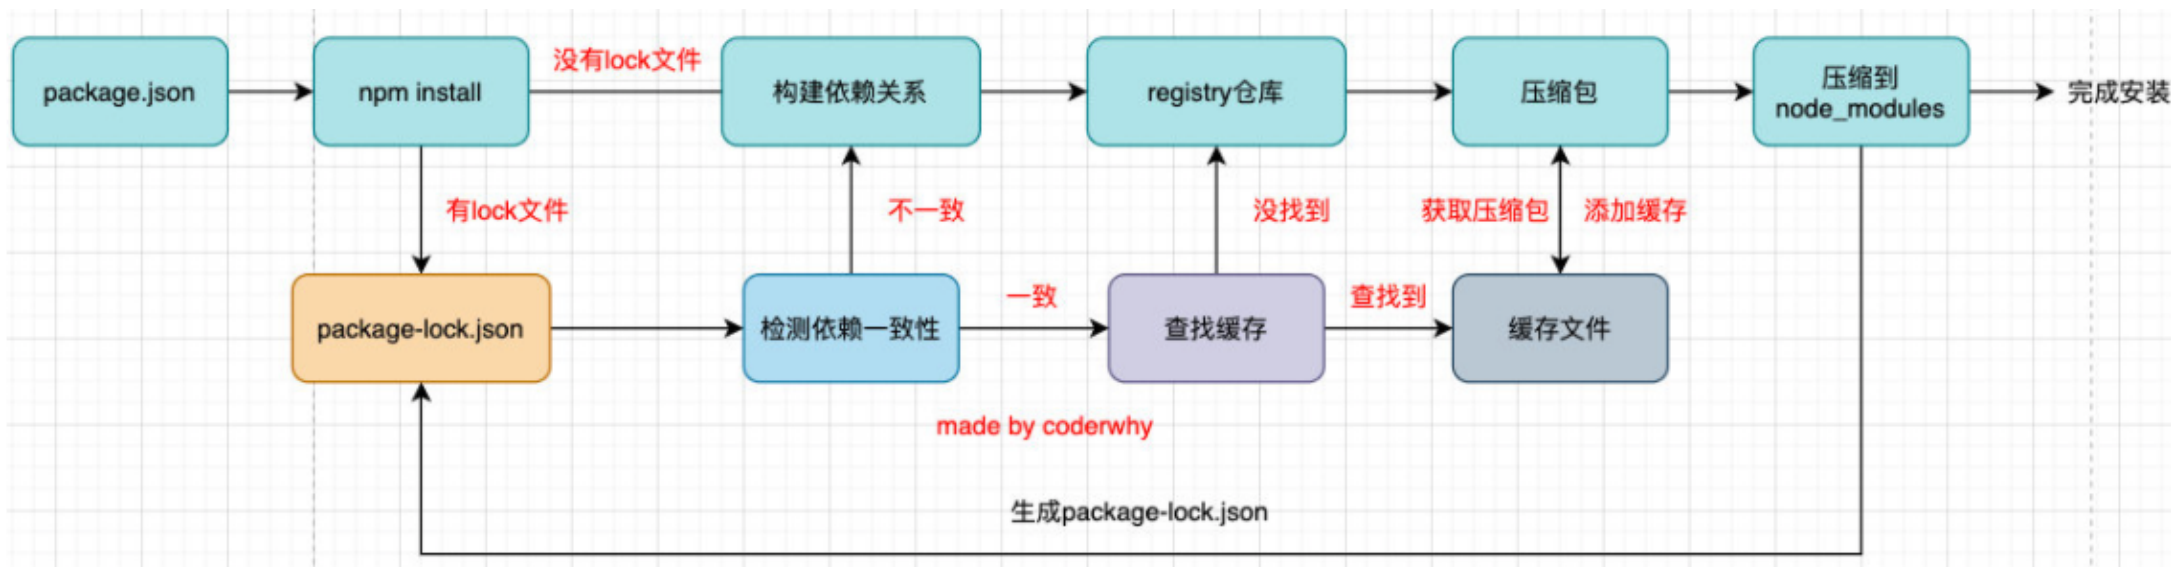 package.json
npm install
没有lock文件
构建依赖关系
registry仓库
压缩包
压缩到
node_modules
完成安装
有lock文件
不一致
没找到
获取压缩包
添加缓存
package-lock.json
检测依赖一致性
一致
查找缓存
查找到
缓存文件
made by coderwhy
生成package-lock.json